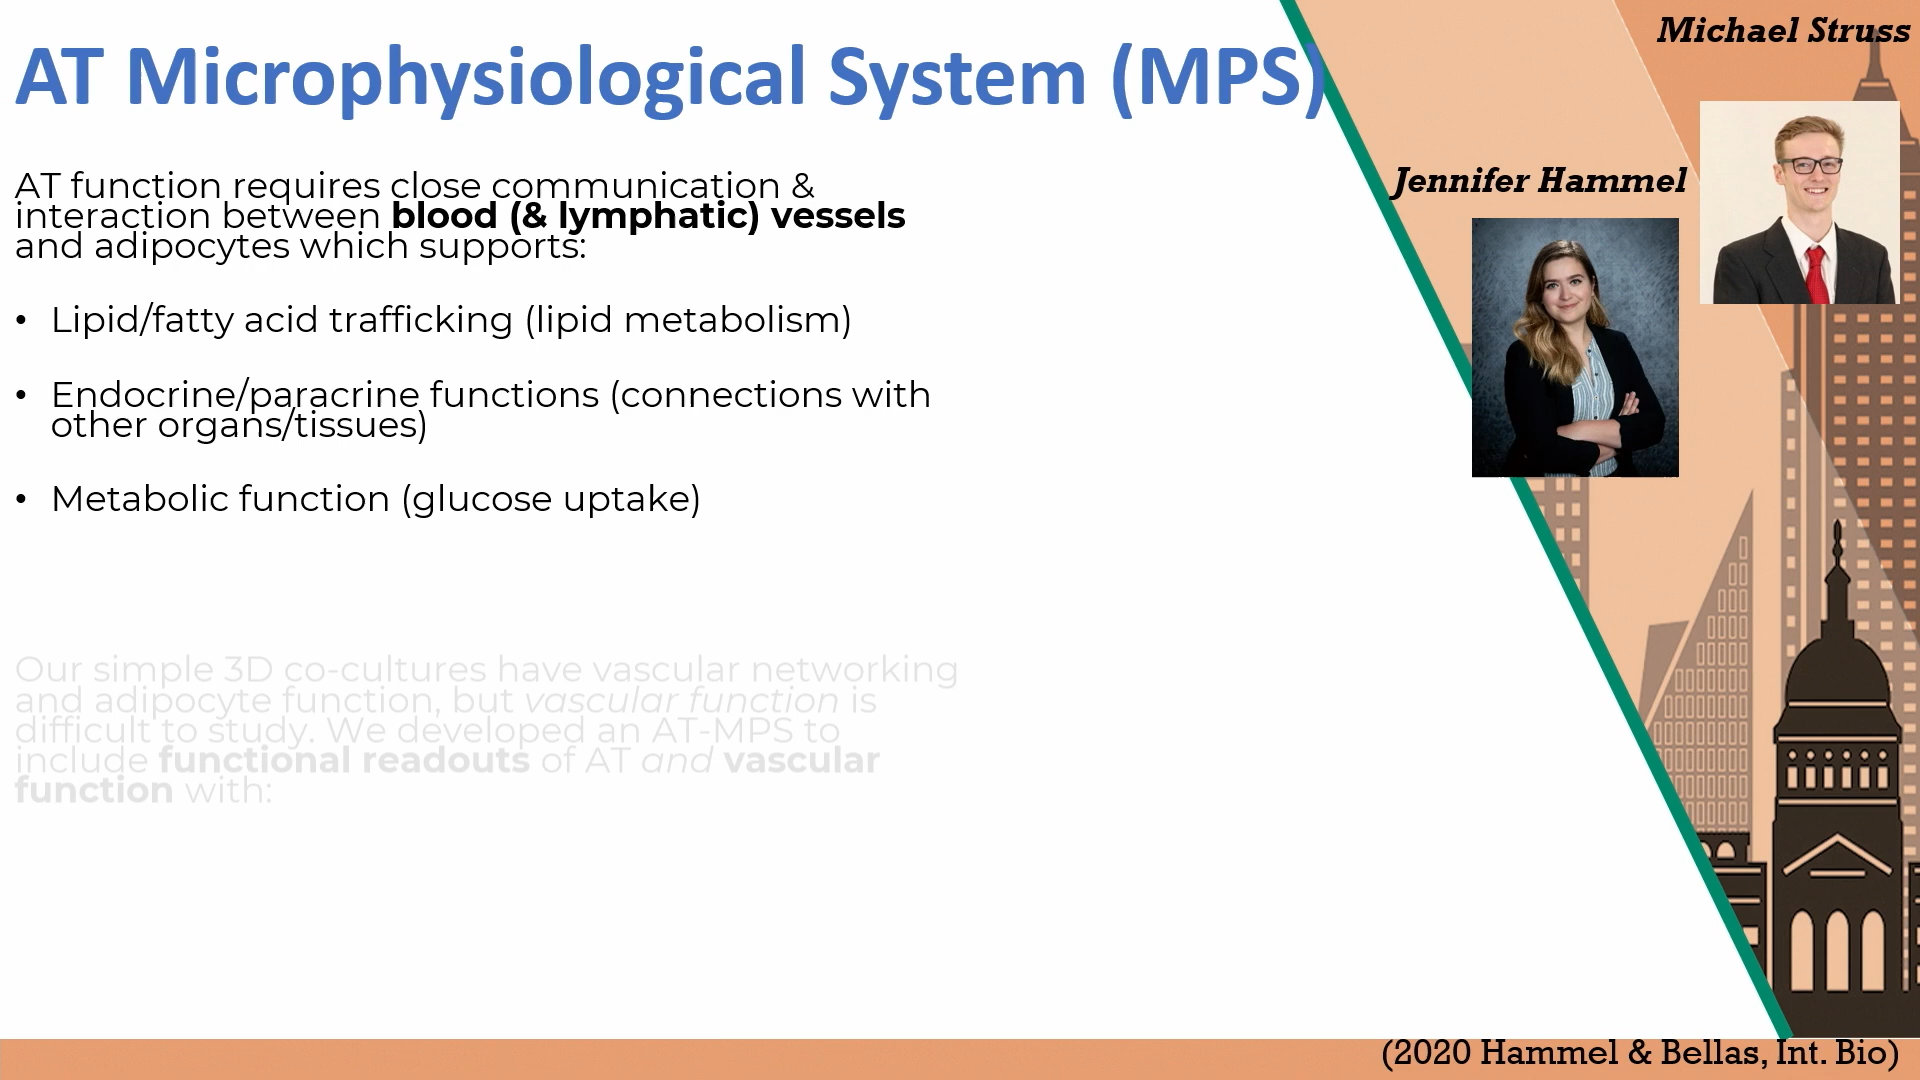 AT Microphysiological System (MPS)
Michael Struss
Jennifer Hammel
AT function requires close communication &
interaction between blood (& lymphatic) vessels
and adipocytes which supports:
• Lipid/fatty acid trafficking (lipid metabolism)
• Endocrine/paracrine functions (connections with
other organs/tissues)
• Metabolic function (glucose uptake)
Our simple 3D co-cultures have vascular networking
and adipocyte function, but vascular function is
difficult to study. We developed an AT-MPS to
include functional readouts of AT and vascular
function with:
(2020 Hammel & Bellas, Int. Bio)